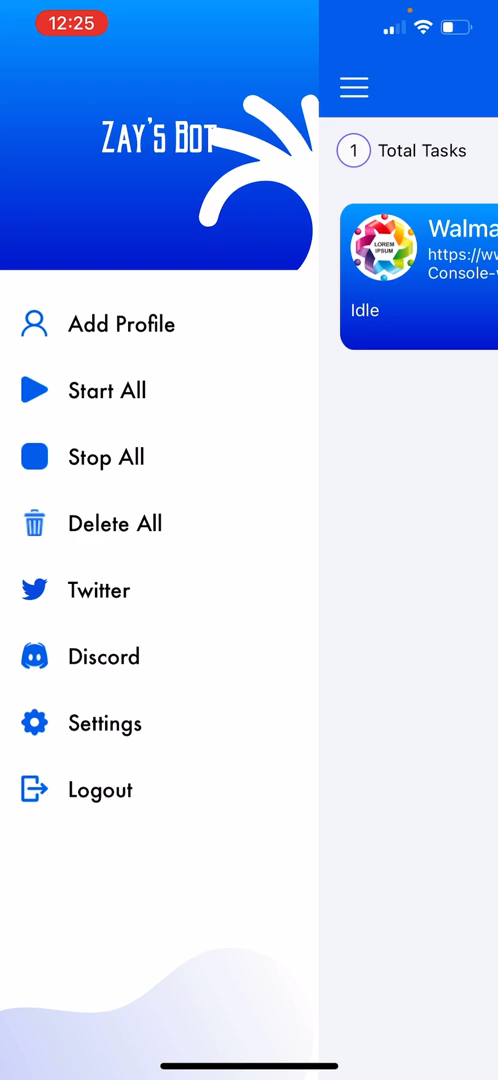 12:25
Zay's Bot
Add Profile
Start All
Stop All
Delete All
Twitter
Discord
Settings
Logout
1 Total Tasks
LOREM
IPSUM
Walma
https://ww
Console-
Idle